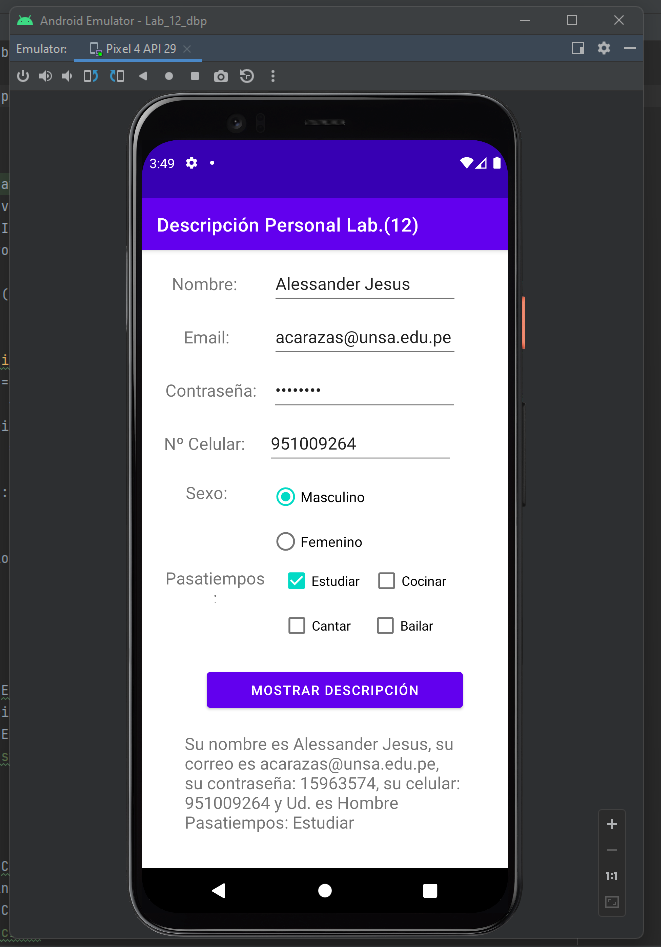 Android Emulator - Lab_12_dbp
Emulator: Pixel 4 API 29
3:49
Descripción Personal Lab.(12)
Nombre: Alessander Jesus
Email: acarazas@unsa.edu.pe
Contraseña: ••••••••
Nº Celular: 951009264
Sexo: Masculino
Femenino
Pasatiempos
:
Estudiar Cocinar
Cantar Bailar
MOSTRAR DESCRIPCIÓN
Su nombre es Alessander Jesus, su
correo es acarazas@unsa.edu.pe,
su contraseña: 15963574, su celular:
951009264 y Ud. es Hombre
Pasatiempos: Estudiar
1:1